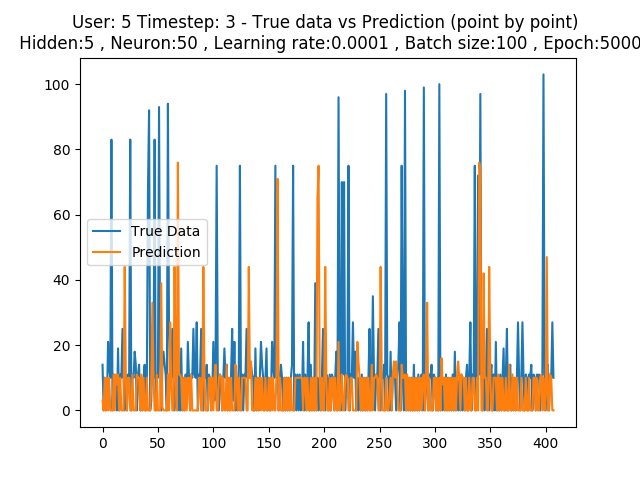 User: 5 Timestep: 3 - True data vs Prediction (point by point)
Hidden:5 , Neuron:50 , Learning rate:0.0001 , Batch size:100 , Epoch:5000
100
80
60
40
20
0
True Data
Prediction
0 50 100 150 200 250 300 350 400